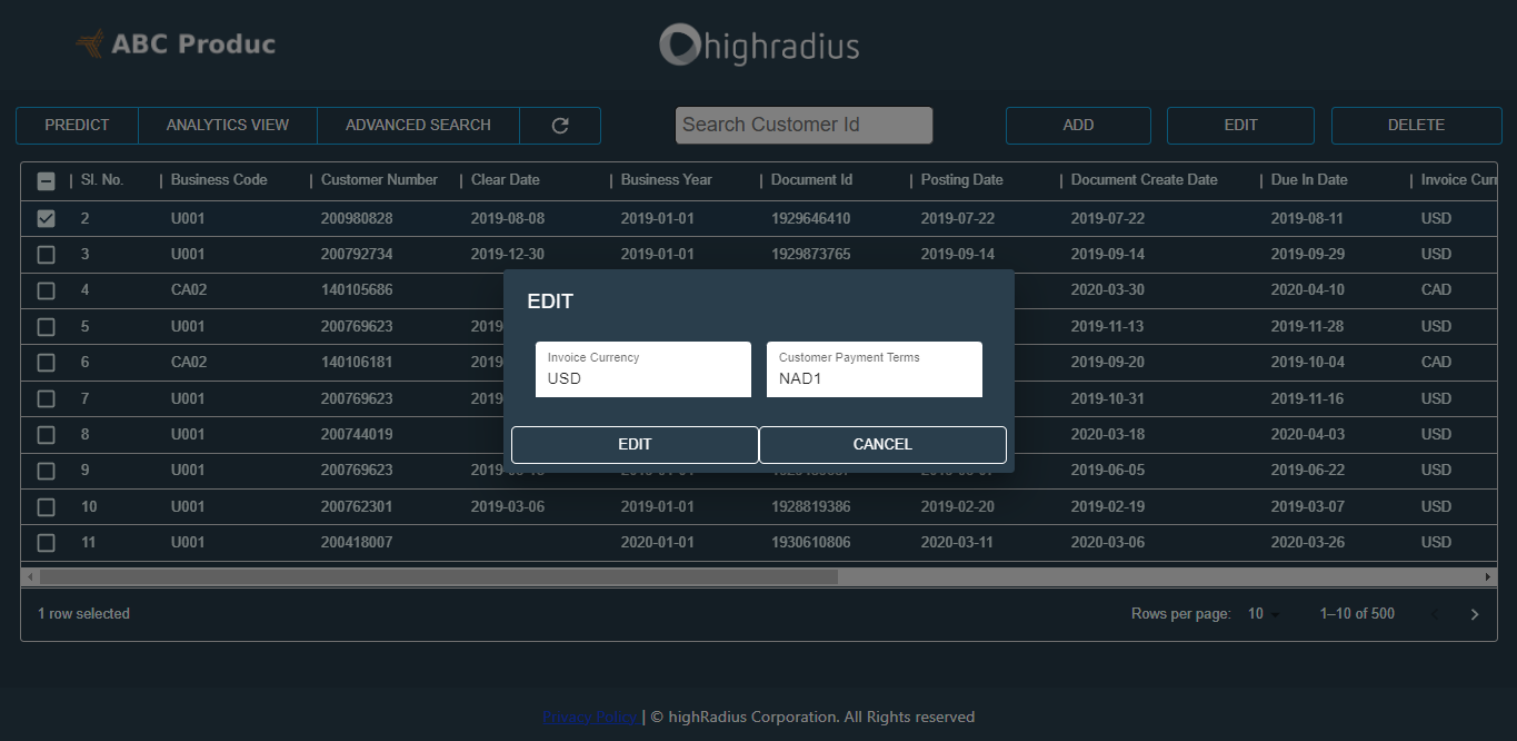 ABC Produc
highradius
PREDICT ANALYTICS VIEW ADVANCED SEARCH Search Customer Id ADD EDIT DELETE
| Sl. No. | Business Code | Customer Number | Clear Date | Business Year | Document Id | Posting Date | Document Create Date | Due In Date | Invoice Curr
2 U001 200980828 2019-08-08 2019-01-01 1929646410 2019-07-22 2019-07-22 2019-08-11 USD
3 U001 200792734 2019-12-30 2019-01-01 1929873765 2019-09-14 2019-09-14 2019-09-29 USD
4 CA02 140105686 2020-03-30 2020-04-10 CAD
5 U001 200769623 2019 2019-11-13 2019-11-28 USD
6 CA02 140106181 2019 2019-09-20 2019-10-04 CAD
7 U001 200769623 2019 2019-10-31 2019-11-16 USD
8 U001 200744019 2020-03-18 2020-04-03 USD
9 U001 200769623 2019 2019-06-05 2019-06-22 USD
10 U001 200762301 2019-03-06 2019-01-01 1928819386 2019-02-20 2019-02-19 2019-03-07 USD
11 U001 200418007 2020-01-01 1930610806 2020-03-11 2020-03-06 2020-03-26 USD
EDIT
Invoice Currency Customer Payment Terms
USD NAD1
EDIT CANCEL
1 row selected Rows per page: 10 1–10 of 500
Privacy Policy | © highRadius Corporation. All Rights reserved